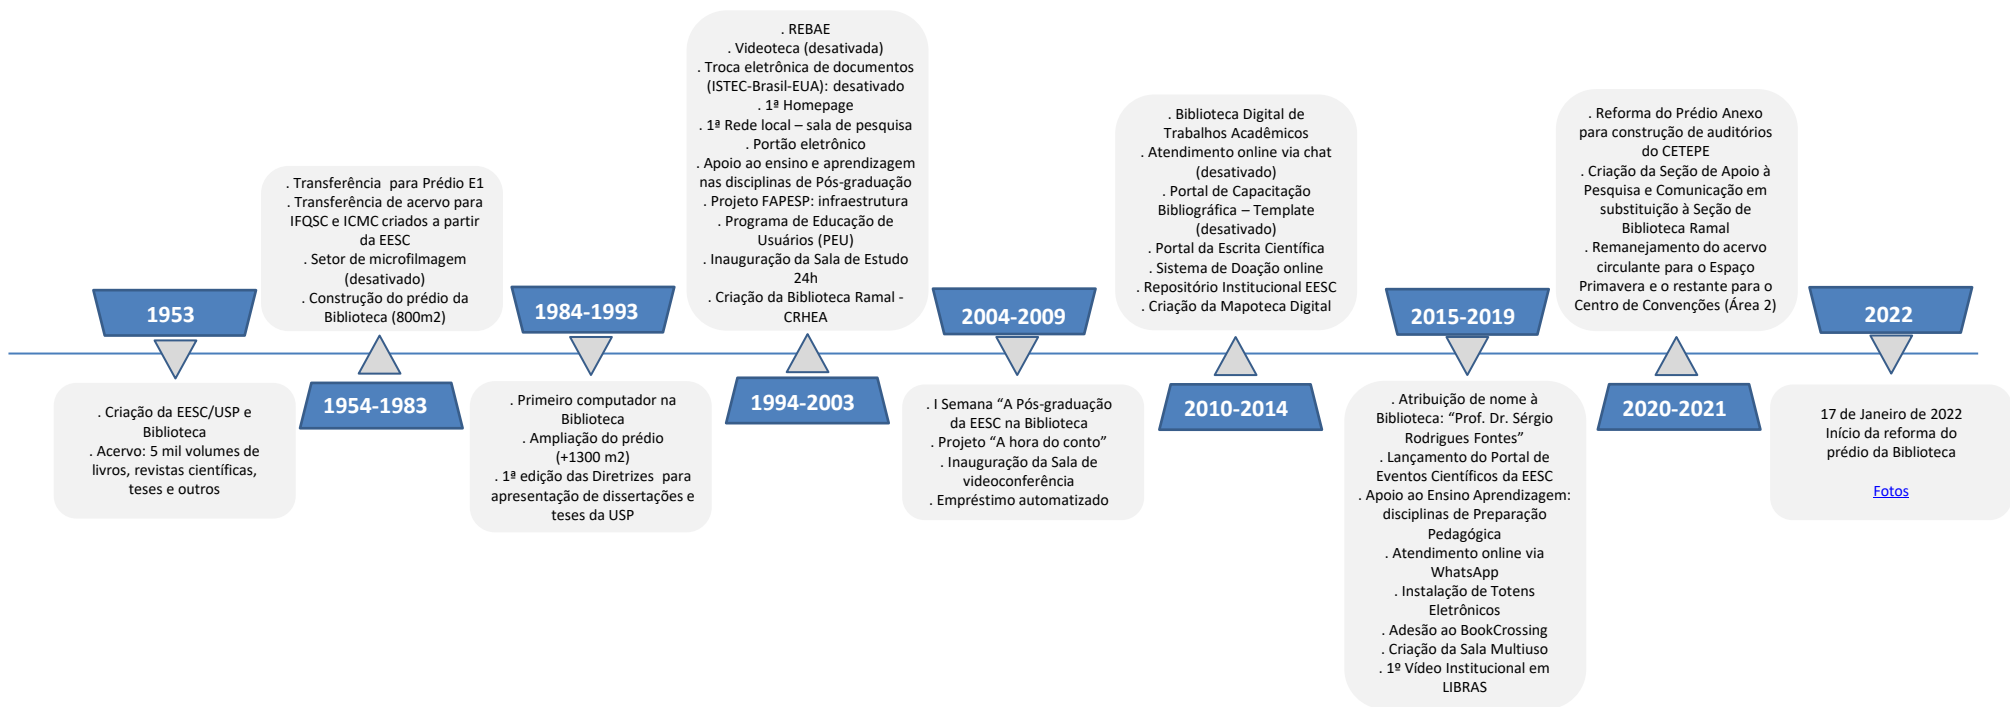 1953
. Criação da EESC/USP e
Biblioteca
. Acervo: 5 mil volumes de
livros, revistas científicas,
teses e outros
. Transferência para Prédio E1
. Transferência de acervo para
IFQSC e ICMC criados a partir
da EESC
. Setor de microfilmagem
(desativado)
. Construção do prédio da
Biblioteca (800m2)
1954-1983
1984-1993
. Primeiro computador na
Biblioteca
. Ampliação do prédio
(+1300 m2)
. 1ª edição das Diretrizes para
apresentação de dissertações e
teses da USP
. REBAE
. Videoteca (desativada)
. Troca eletrônica de documentos
(ISTEC-Brasil-EUA): desativado
. 1ª Homepage
. 1ª Rede local – sala de pesquisa
. Portão eletrônico
. Apoio ao ensino e aprendizagem
nas disciplinas de Pós-graduação
. Projeto FAPESP: infraestrutura
. Programa de Educação de
Usuários (PEU)
. Inauguração da Sala de Estudo
24h
. Criação da Biblioteca Ramal -
CRHEA
1994-2003
2004-2009
. I Semana “A Pós-graduação
da EESC na Biblioteca
. Projeto “A hora do conto”
. Inauguração da Sala de
videoconferência
. Empréstimo automatizado
. Biblioteca Digital de
Trabalhos Acadêmicos
. Atendimento online via chat
(desativado)
. Portal de Capacitação
Bibliográfica – Template
(desativado)
. Portal da Escrita Científica
. Sistema de Doação online
. Repositório Institucional EESC
. Criação da Mapoteca Digital
2010-2014
2015-2019
. Atribuição de nome à
Biblioteca: “Prof. Dr. Sérgio
Rodrigues Fontes”
. Lançamento do Portal de
Eventos Científicos da EESC
. Apoio ao Ensino Aprendizagem:
disciplinas de Preparação
Pedagógica
. Atendimento online via
WhatsApp
. Instalação de Totens
Eletrônicos
. Adesão ao BookCrossing
. Criação da Sala Multiuso
. 1º Vídeo Institucional em
LIBRAS
. Reforma do Prédio Anexo
para construção de auditórios
do CETEPE
. Criação da Seção de Apoio à
Pesquisa e Comunicação em
substituição à Seção de
Biblioteca Ramal
. Remanejamento do acervo
circulante para o Espaço
Primavera e o restante para o
Centro de Convenções (Área 2)
2020-2021
2022
17 de Janeiro de 2022
Início da reforma do
prédio da Biblioteca
Fotos